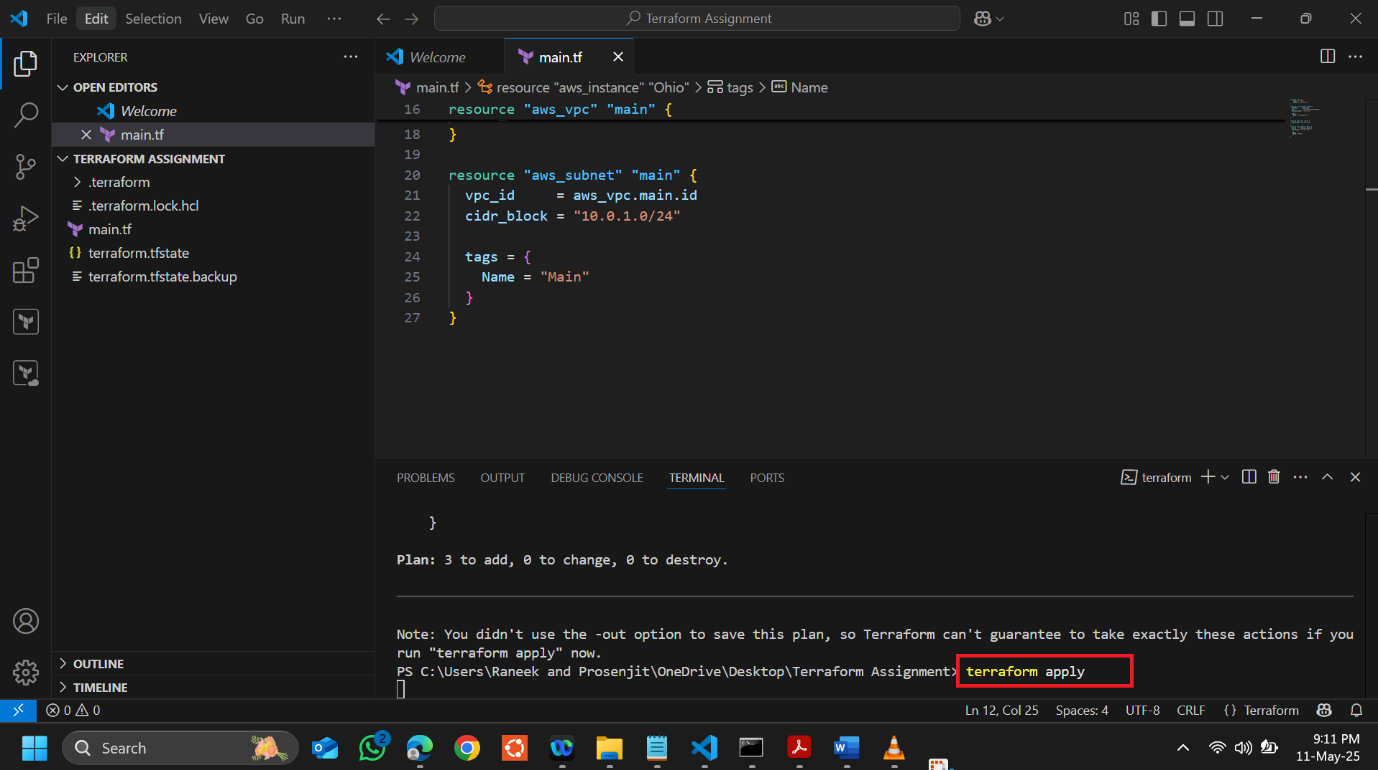 File Edit Selection View Go Run ··· Terraform Assignment
EXPLORER
OPEN EDITORS
Welcome
main.tf
TERRAFORM ASSIGNMENT
.terraform
.terraform.lock.hcl
main.tf
terraform.tfstate
terraform.tfstate.backup
OUTLINE
TIMELINE
Welcome main.tf
main.tf > resource "aws_instance" "Ohio" > tags > Name
16 resource "aws_vpc" "main" {
18 }
19
20 resource "aws_subnet" "main" {
21 vpc_id = aws_vpc.main.id
22 cidr_block = "10.0.1.0/24"
23
24 tags = {
25 Name = "Main"
26 }
27 }
PROBLEMS OUTPUT DEBUG CONSOLE TERMINAL PORTS terraform
}
Plan: 3 to add, 0 to change, 0 to destroy.
Note: You didn't use the -out option to save this plan, so Terraform can't guarantee to take exactly these actions if you
run "terraform apply" now.
PS C:\Users\Raneek and Prosenjit\OneDrive\Desktop\Terraform Assignment> terraform apply
0 0 Ln 12, Col 25 Spaces: 4 UTF-8 CRLF {} Terraform
Search 2 9:11 PM
11-May-25